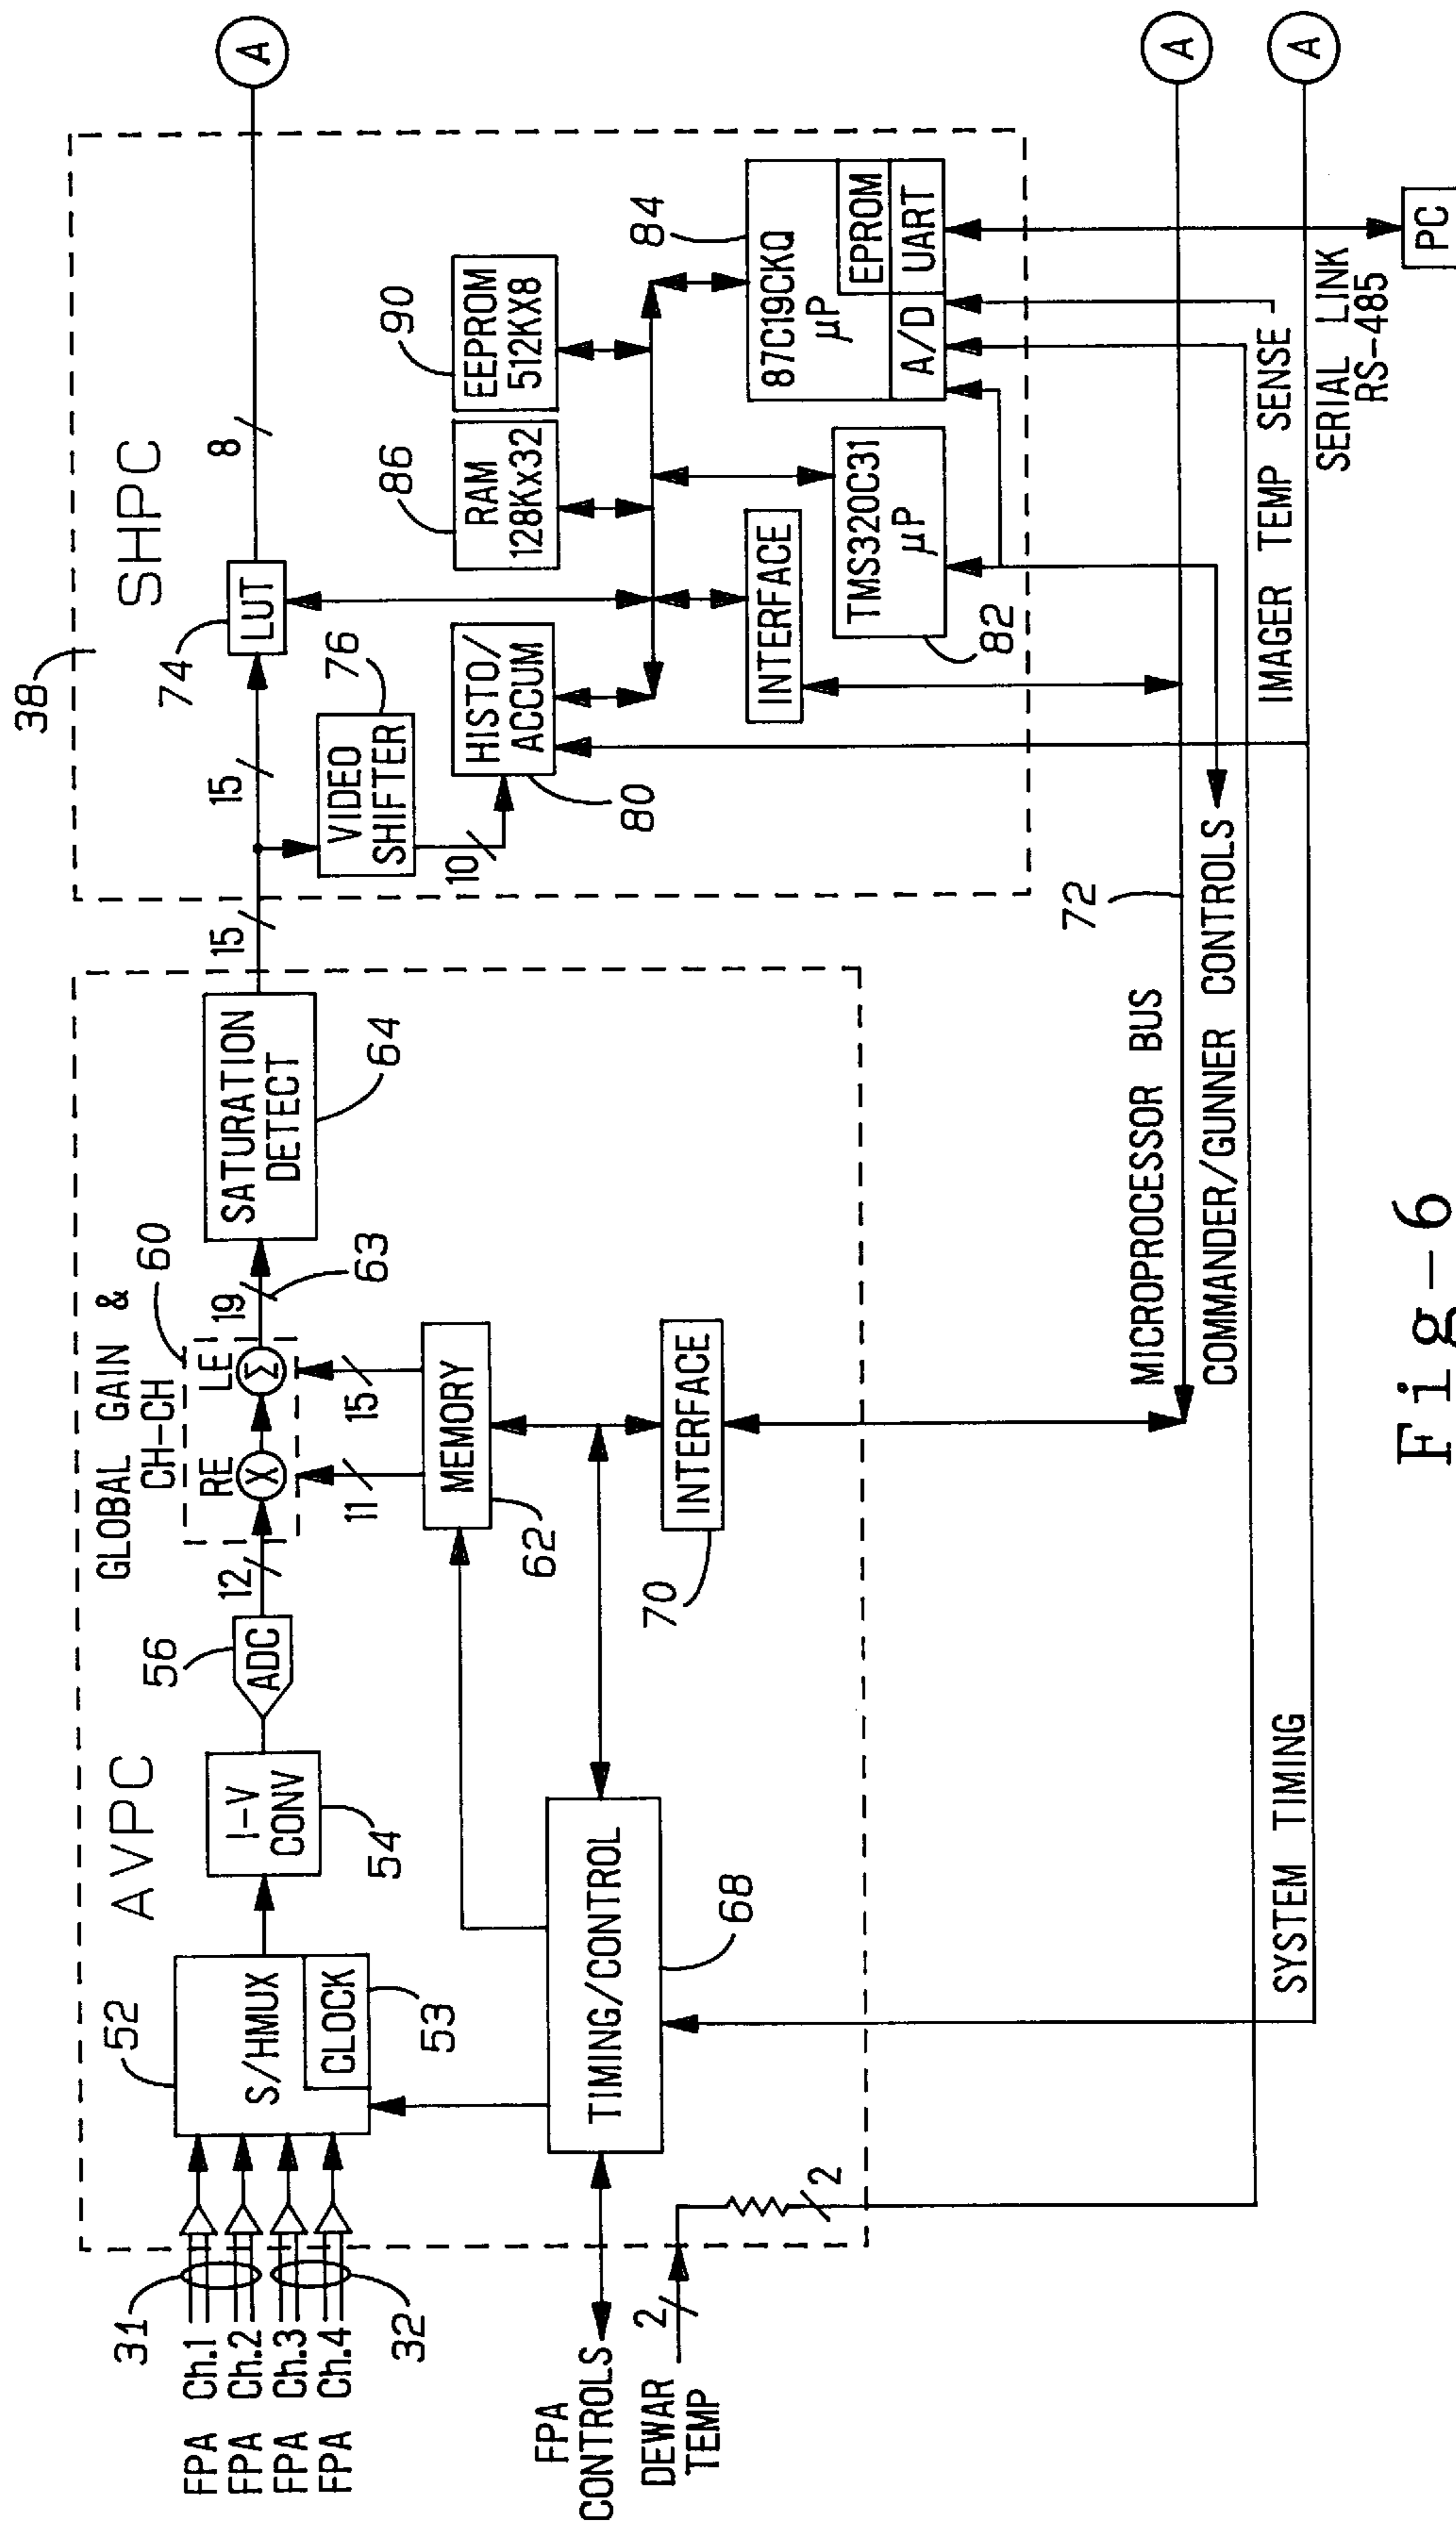 38
SHPC
AVPC
GLOBAL GAIN &
CH-CH
60
RE
LE
X
Σ
52
S/HMUX
CLOCK
53
I-V
CONV
54
56
ADC
12
19
63
SATURATION
DETECT
64
15
15
74
LUT
8
A
VIDEO
SHIFTER
76
10
HISTO/
ACCUM
80
RAM
128Kx32
86
EEPROM
512KX8
90
31
FPA Ch.1
FPA Ch.2
FPA Ch.3
FPA Ch.4
32
11
15
MEMORY
62
INTERFACE
70
TIMING/CONTROL
68
FPA
CONTROLS
DEWAR
TEMP
2
2
INTERFACE
TMS320C31
µP
82
87C19CKQ
µP
84
EPROM
A/D
UART
72
MICROPROCESSOR BUS
A
COMMANDER/GUNNER CONTROLS
IMAGER TEMP SENSE
SYSTEM TIMING
A
SERIAL LINK
RS-485
PC
Fig-6